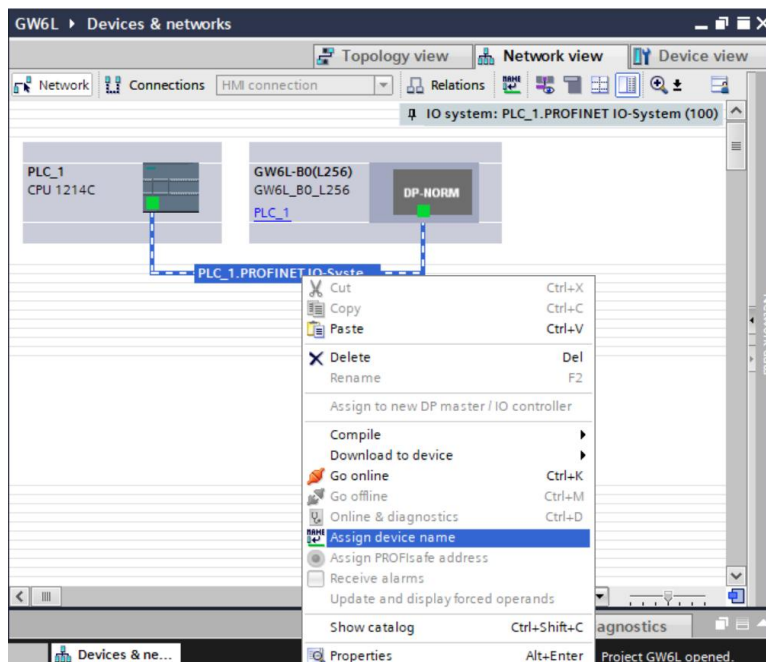 GW6L ▸ Devices & networks
Topology view
Network view
Device view
Network
Connections
HMI connection
Relations
IO system: PLC_1.PROFINET IO-System (100)
PLC_1
CPU 1214C
GW6L-B0(L256)
GW6L_B0_L256
PLC_1
DP-NORM
PLC_1.PROFINET IO-Syste...
Cut Ctrl+X
Copy Ctrl+C
Paste Ctrl+V
Delete Del
Rename F2
Assign to new DP master / IO controller
Compile
Download to device
Go online Ctrl+K
Go offline Ctrl+M
Online & diagnostics Ctrl+D
Assign device name
Assign PROFIsafe address
Receive alarms
Update and display forced operands
Show catalog Ctrl+Shift+C
Properties Alt+Enter
agnostics
Devices & ne...
Project GW6L opened.